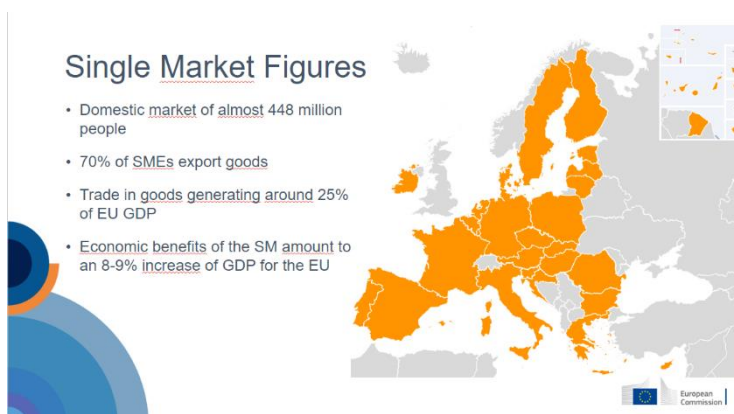 Single Market Figures
• Domestic market of almost 448 million
people
• 70% of SMEs export goods
• Trade in goods generating around 25%
of EU GDP
• Economic benefits of the SM amount to
an 8-9% increase of GDP for the EU
European
Commission